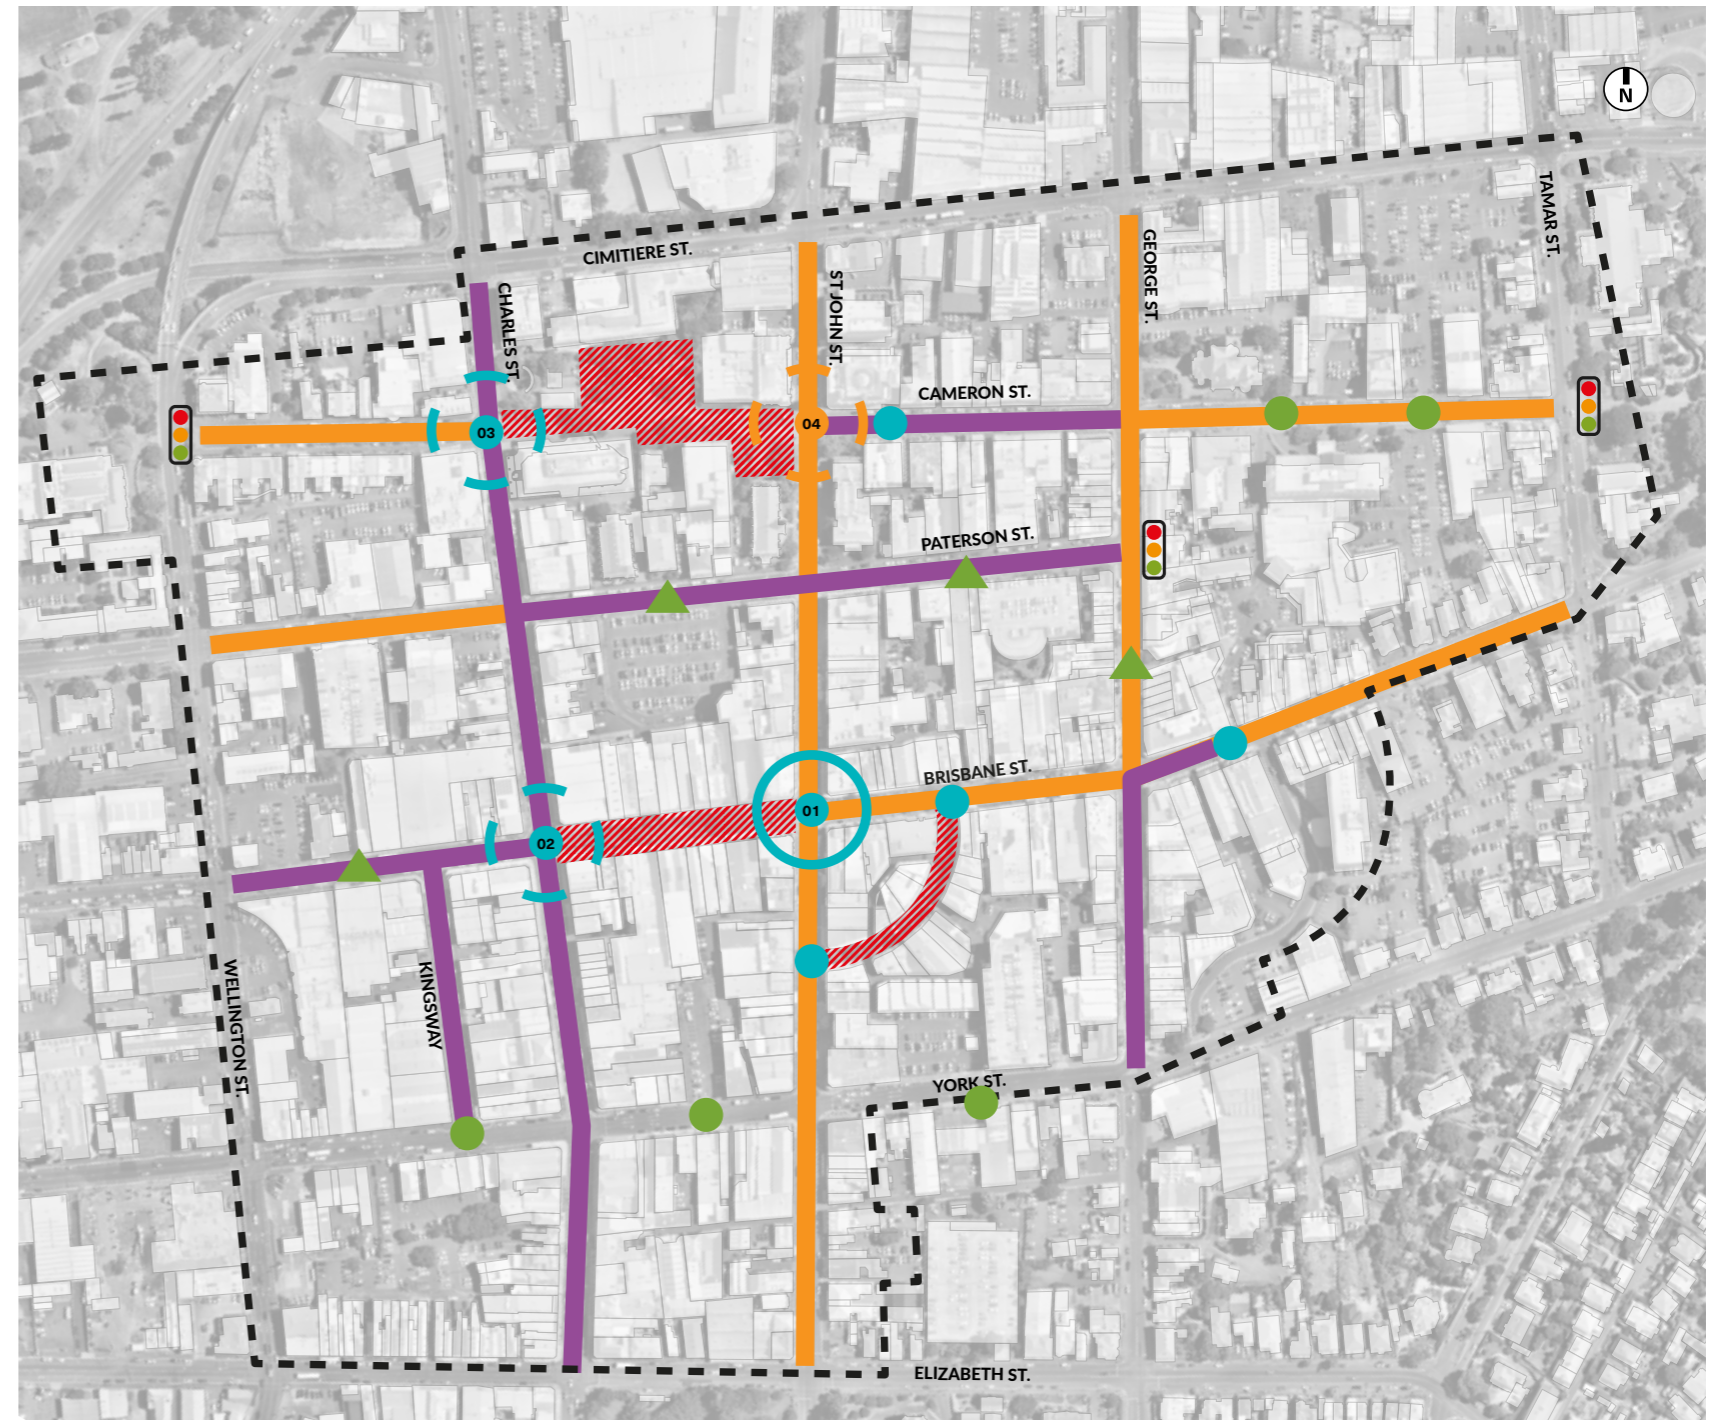 N
TAMAR ST.
GEORGE ST.
CIMITIERE ST.
ST JOHN ST.
CHARLES ST.
CAMERON ST.
04
03
PATERSON ST.
BRISBANE ST.
01
02
KINGSWAY
WELLINGTON ST.
YORK ST.
ELIZABETH ST.